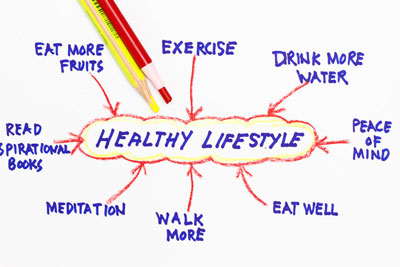 EAT MORE
FRUITS
EXERCISE
DRINK MORE
WATER
READ
SPIRATIONAL
BOOKS
HEALTHY LIFESTYLE
PEACE
OF
MIND
MEDITATION
WALK
MORE
EAT WELL